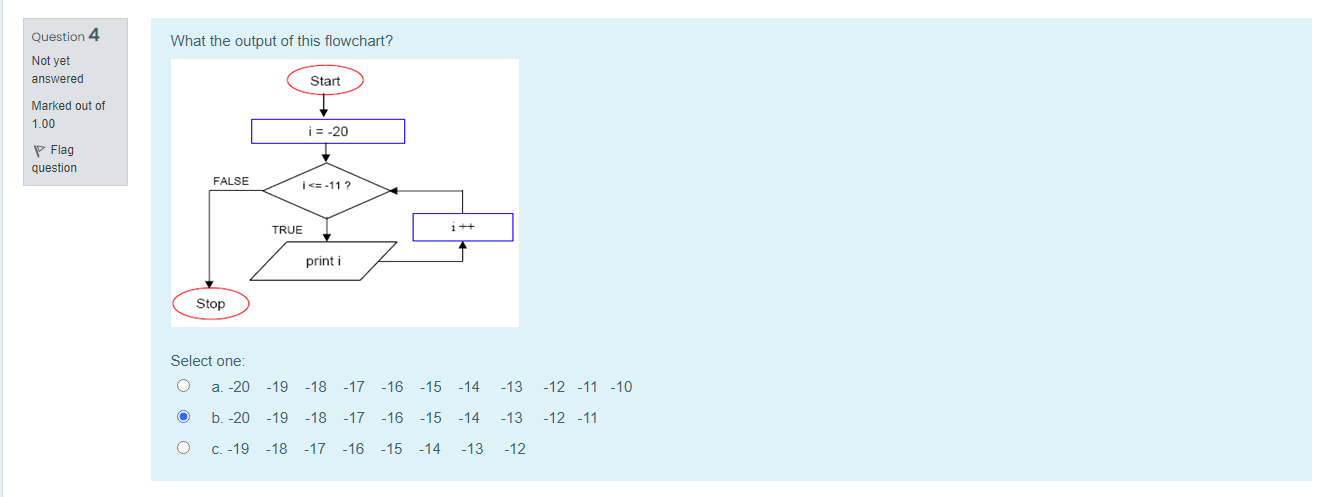 Question 4
Not yet
answered
Marked out of
1.00
Flag
question
What the output of this flowchart?
Start
i = -20
i <= -11 ?
FALSE
TRUE
i ++
print i
Stop
Select one:
a. -20 -19 -18 -17 -16 -15 -14 -13 -12 -11 -10
b. -20 -19 -18 -17 -16 -15 -14 -13 -12 -11
c. -19 -18 -17 -16 -15 -14 -13 -12